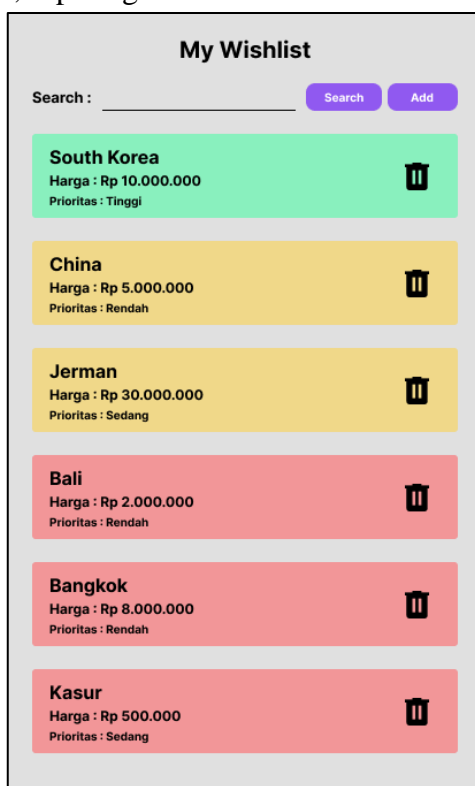 My Wishlist
Search : Search Add
South Korea
Harga : Rp 10.000.000
Prioritas : Tinggi
China
Harga : Rp 5.000.000
Prioritas : Rendah
Jerman
Harga : Rp 30.000.000
Prioritas : Sedang
Bali
Harga : Rp 2.000.000
Prioritas : Rendah
Bangkok
Harga : Rp 8.000.000
Prioritas : Rendah
Kasur
Harga : Rp 500.000
Prioritas : Sedang